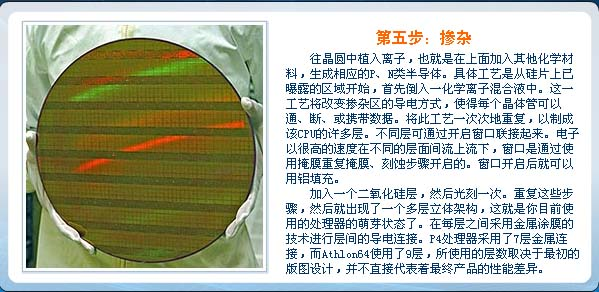 第五步：掺杂
往晶圆中植入离子，也就是在上面加入其他化学材
料，生成相应的P、N类半导体。具体工艺是从硅片上已
曝露的区域开始，首先倒入一化学离子混合液中。这一
工艺将改变掺杂区的导电方式，使得每个晶体管可以
通、断、或携带数据。将此工艺一次次地重复，以制成
该CPU的许多层。不同层可通过开启窗口联接起来。电子
以很高的速度在不同的层面间流上流下，窗口是通过使
用掩膜重复掩膜、刻蚀步骤开启的。窗口开启后就可以
用铝填充。
加入一个二氧化硅层，然后光刻一次。重复这些步
骤，然后就出现了一个多层立体架构，这就是你目前使
用的处理器的萌芽状态了。在每层之间采用金属涂膜的
技术进行层间的导电连接。P4处理器采用了7层金属连
接，而Athlon64使用了9层，所使用的层数取决于最初的
版图设计，并不直接代表着最终产品的性能差异。